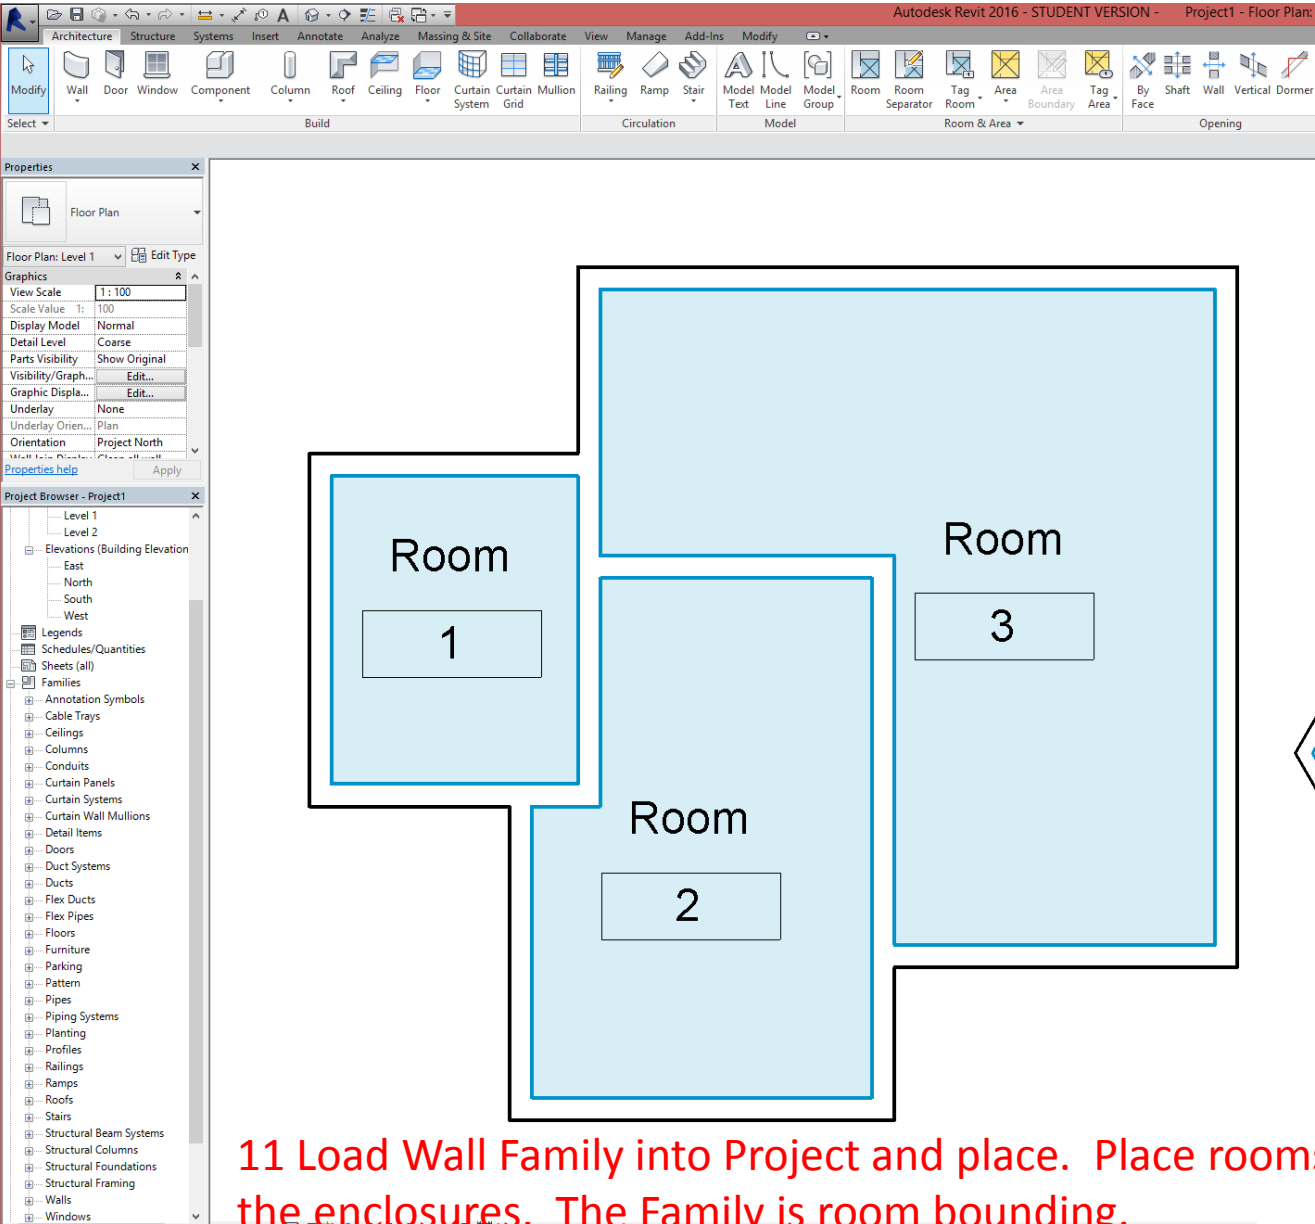 Autodesk Revit 2016 - STUDENT VERSION - Project1 - Floor Plan:
Architecture Structure Systems Insert Annotate Analyze Massing & Site Collaborate View Manage Add-Ins Modify
Modify Wall Door Window Component Column Roof Ceiling Floor Curtain System Curtain Grid Mullion Railing Ramp Stair Model Text Model Line Model Group Room Room Separator Tag Room Area Area Boundary Tag Area By Face Shaft Wall Vertical Dormer
Select Build Circulation Model Room & Area Opening
Properties
Floor Plan
Floor Plan: Level 1 Edit Type
Graphics
View Scale 1 : 100
Scale Value 1: 100
Display Model Normal
Detail Level Coarse
Parts Visibility Show Original
Visibility/Graph... Edit...
Graphic Displa... Edit...
Underlay None
Underlay Orien... Plan
Orientation Project North
Properties help Apply
Project Browser - Project1
Level 1
Level 2
Elevations (Building Elevation
East
North
South
West
Legends
Schedules/Quantities
Sheets (all)
Families
Annotation Symbols
Cable Trays
Ceilings
Columns
Conduits
Curtain Panels
Curtain Systems
Curtain Wall Mullions
Detail Items
Doors
Duct Systems
Ducts
Flex Ducts
Flex Pipes
Floors
Furniture
Parking
Pattern
Pipes
Piping Systems
Planting
Profiles
Railings
Ramps
Roofs
Stairs
Structural Beam Systems
Structural Columns
Structural Foundations
Structural Framing
Walls
Windows
Room
1
Room
3
Room
2
11 Load Wall Family into Project and place. Place rooms
the enclosures. The Family is room bounding.